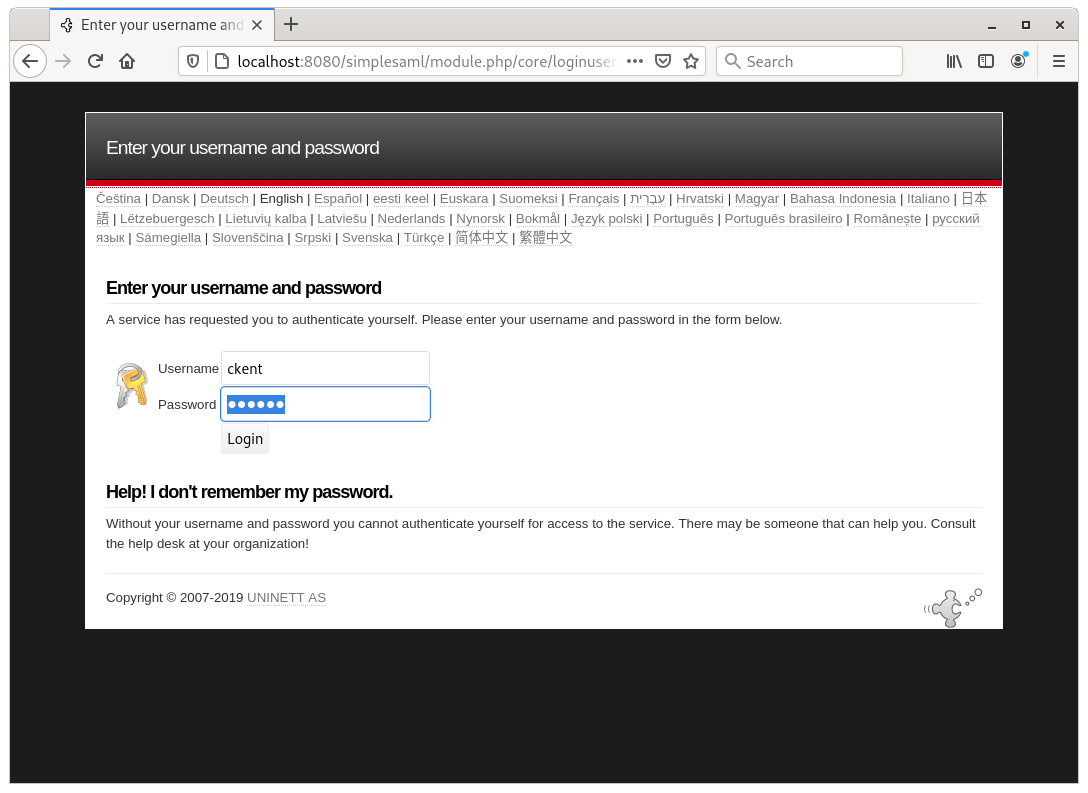 Enter your username and
localhost:8080/simplesaml/module.php/core/loginuser
Search
Enter your username and password
Čeština | Dansk | Deutsch | English | Español | eesti keel | Euskara | Suomeksi | Français | עִבְרִית | Hrvatski | Magyar | Bahasa Indonesia | Italiano | 日本
語 | Lëtzebuergesch | Lietuvių kalba | Latviešu | Nederlands | Nynorsk | Bokmål | Język polski | Português | Português brasileiro | Românește | русский
язык | Sámegiella | Slovenščina | Srpski | Svenska | Türkçe | 简体中文 | 繁體中文
Enter your username and password
A service has requested you to authenticate yourself. Please enter your username and password in the form below.
Username ckent
Password ●●●●●●
Login
Help! I don't remember my password.
Without your username and password you cannot authenticate yourself for access to the service. There may be someone that can help you. Consult
the help desk at your organization!
Copyright © 2007-2019 UNINETT AS